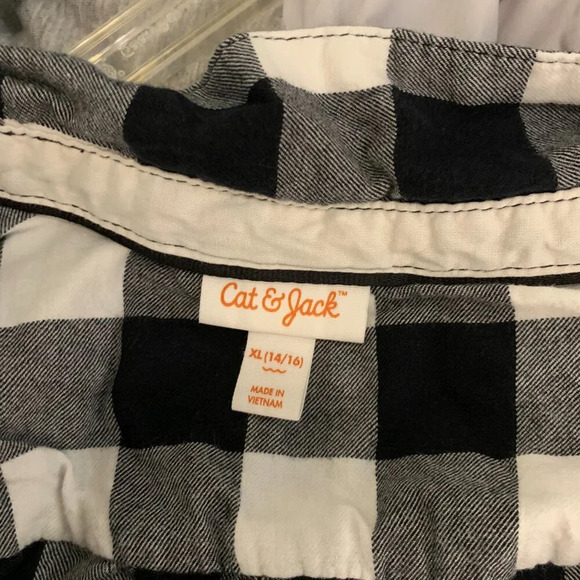 Cat & Jack™
XL (14/16)
MADE IN
VIETNAM